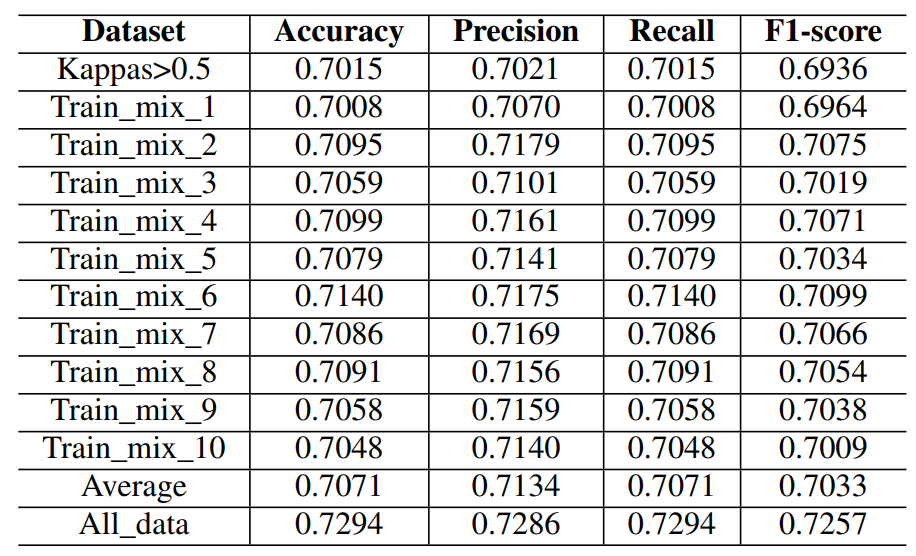 Dataset Accuracy Precision Recall F1-score
Kappas>0.5 0.7015 0.7021 0.7015 0.6936
Train_mix_1 0.7008 0.7070 0.7008 0.6964
Train_mix_2 0.7095 0.7179 0.7095 0.7075
Train_mix_3 0.7059 0.7101 0.7059 0.7019
Train_mix_4 0.7099 0.7161 0.7099 0.7071
Train_mix_5 0.7079 0.7141 0.7079 0.7034
Train_mix_6 0.7140 0.7175 0.7140 0.7099
Train_mix_7 0.7086 0.7169 0.7086 0.7066
Train_mix_8 0.7091 0.7156 0.7091 0.7054
Train_mix_9 0.7058 0.7159 0.7058 0.7038
Train_mix_10 0.7048 0.7140 0.7048 0.7009
Average 0.7071 0.7134 0.7071 0.7033
All_data 0.7294 0.7286 0.7294 0.7257